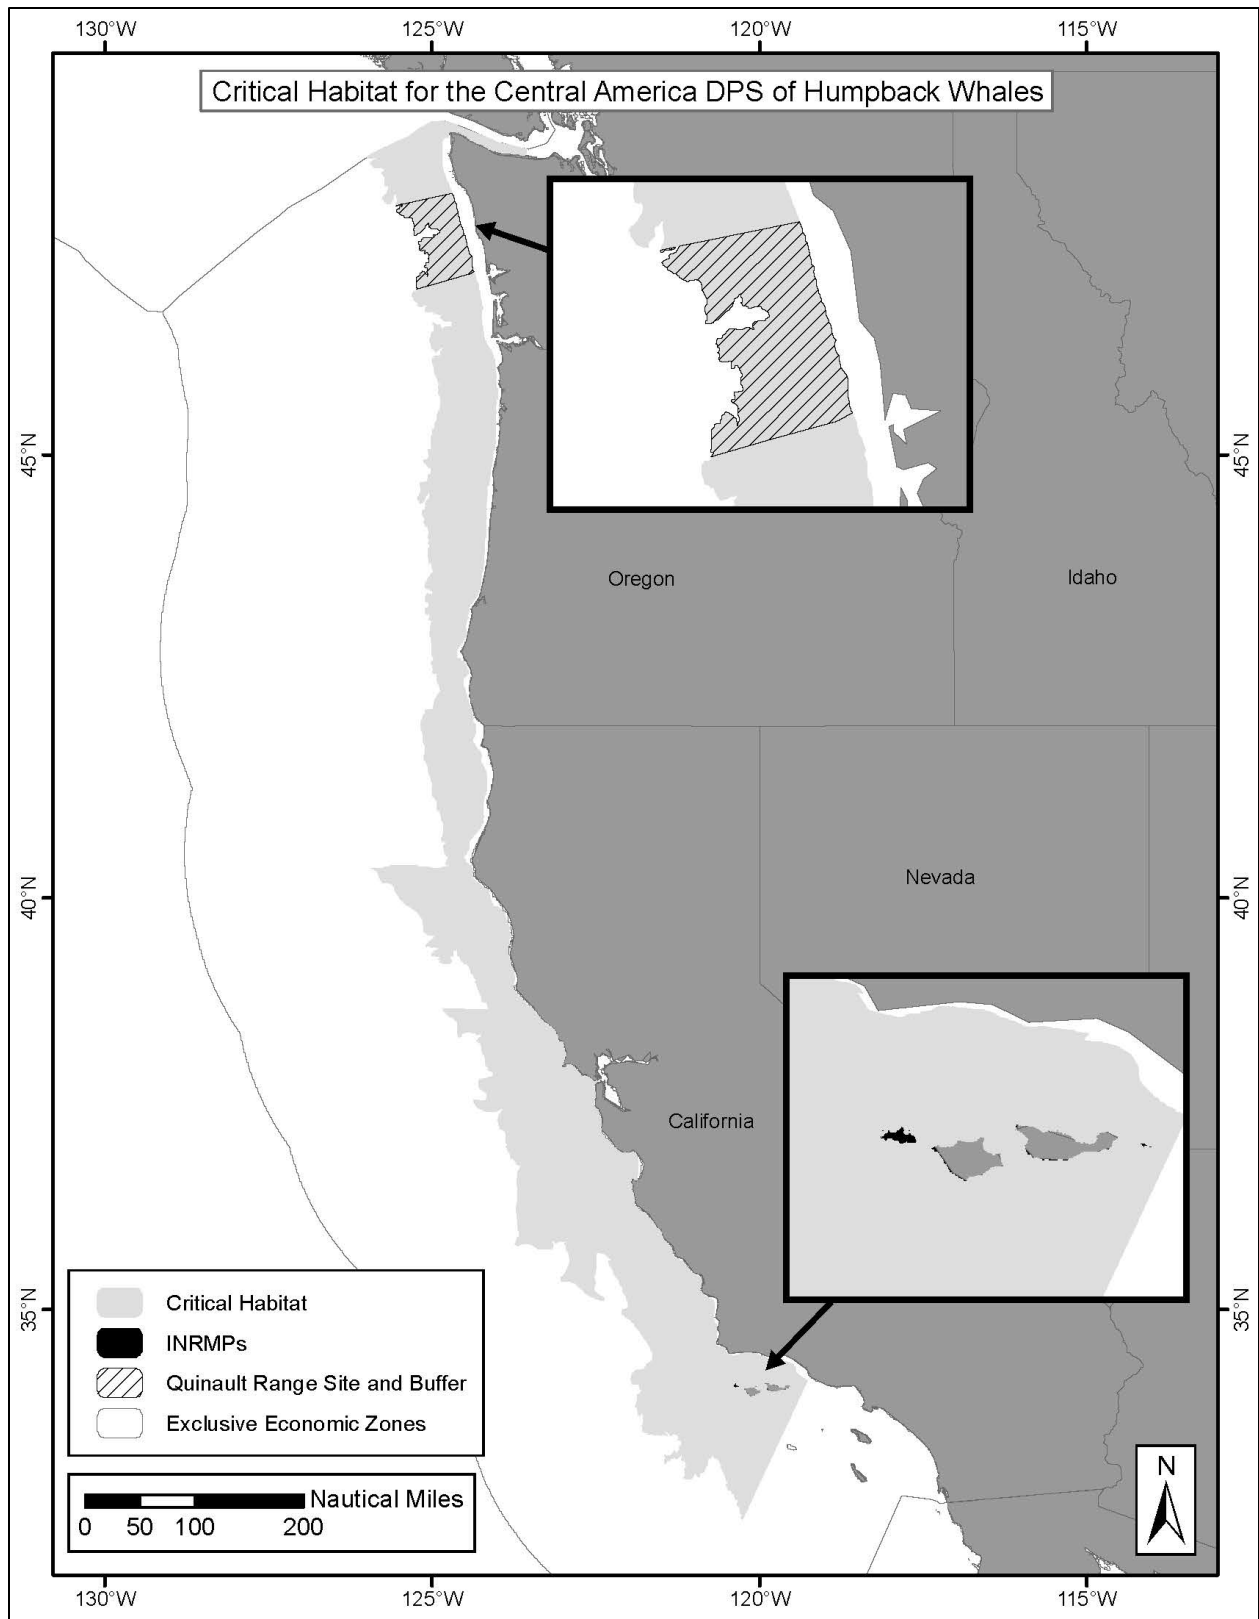 130°W 125°W 120°W 115°W
Critical Habitat for the Central America DPS of Humpback Whales
45°N 45°N
Oregon Idaho
Nevada
40°N 40°N
California
35°N 35°N
Critical Habitat
INRMPs
Quinault Range Site and Buffer
Exclusive Economic Zones
Nautical Miles
0 50 100 200
N
130°W 125°W 120°W 115°W